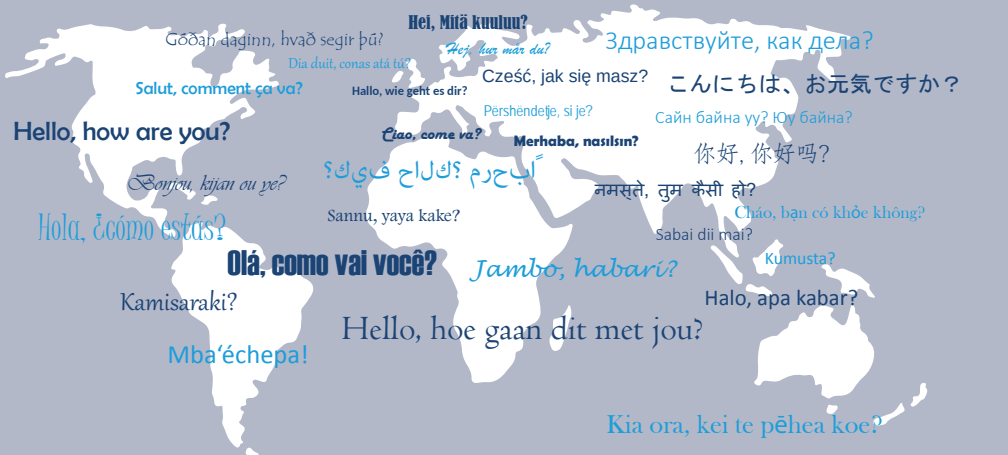 Hei, Mitä kuuluu?
Góðan daginn, hvað segir þú?
Hej, hur mår du?
Здравствуйте, как дела?
Dia duit, conas atá tú?
Cześć, jak się masz?
Salut, comment ça va?
Hallo, wie geht es dir?
こんにちは、お元気ですか？
Përshëndetje, si je?
Сайн байна уу? Юу байна?
Hello, how are you?
Ciao, come va?
Merhaba, nasılsın?
你好, 你好吗?
ًابحرم ؟كلاح فيك؟
Bonjou, kijan ou ye?
नमस्ते, तुम कैसी हो?
Sannu, yaya kake?
Cháo, bạn có khỏe không?
Hola, ¿cómo estás?
Sabai dii mai?
Olá, como vai você?
Jambo, habari?
Kumusta?
Kamisaraki?
Halo, apa kabar?
Hello, hoe gaan dit met jou?
Mba‘échepa!
Kia ora, kei te pēhea koe?